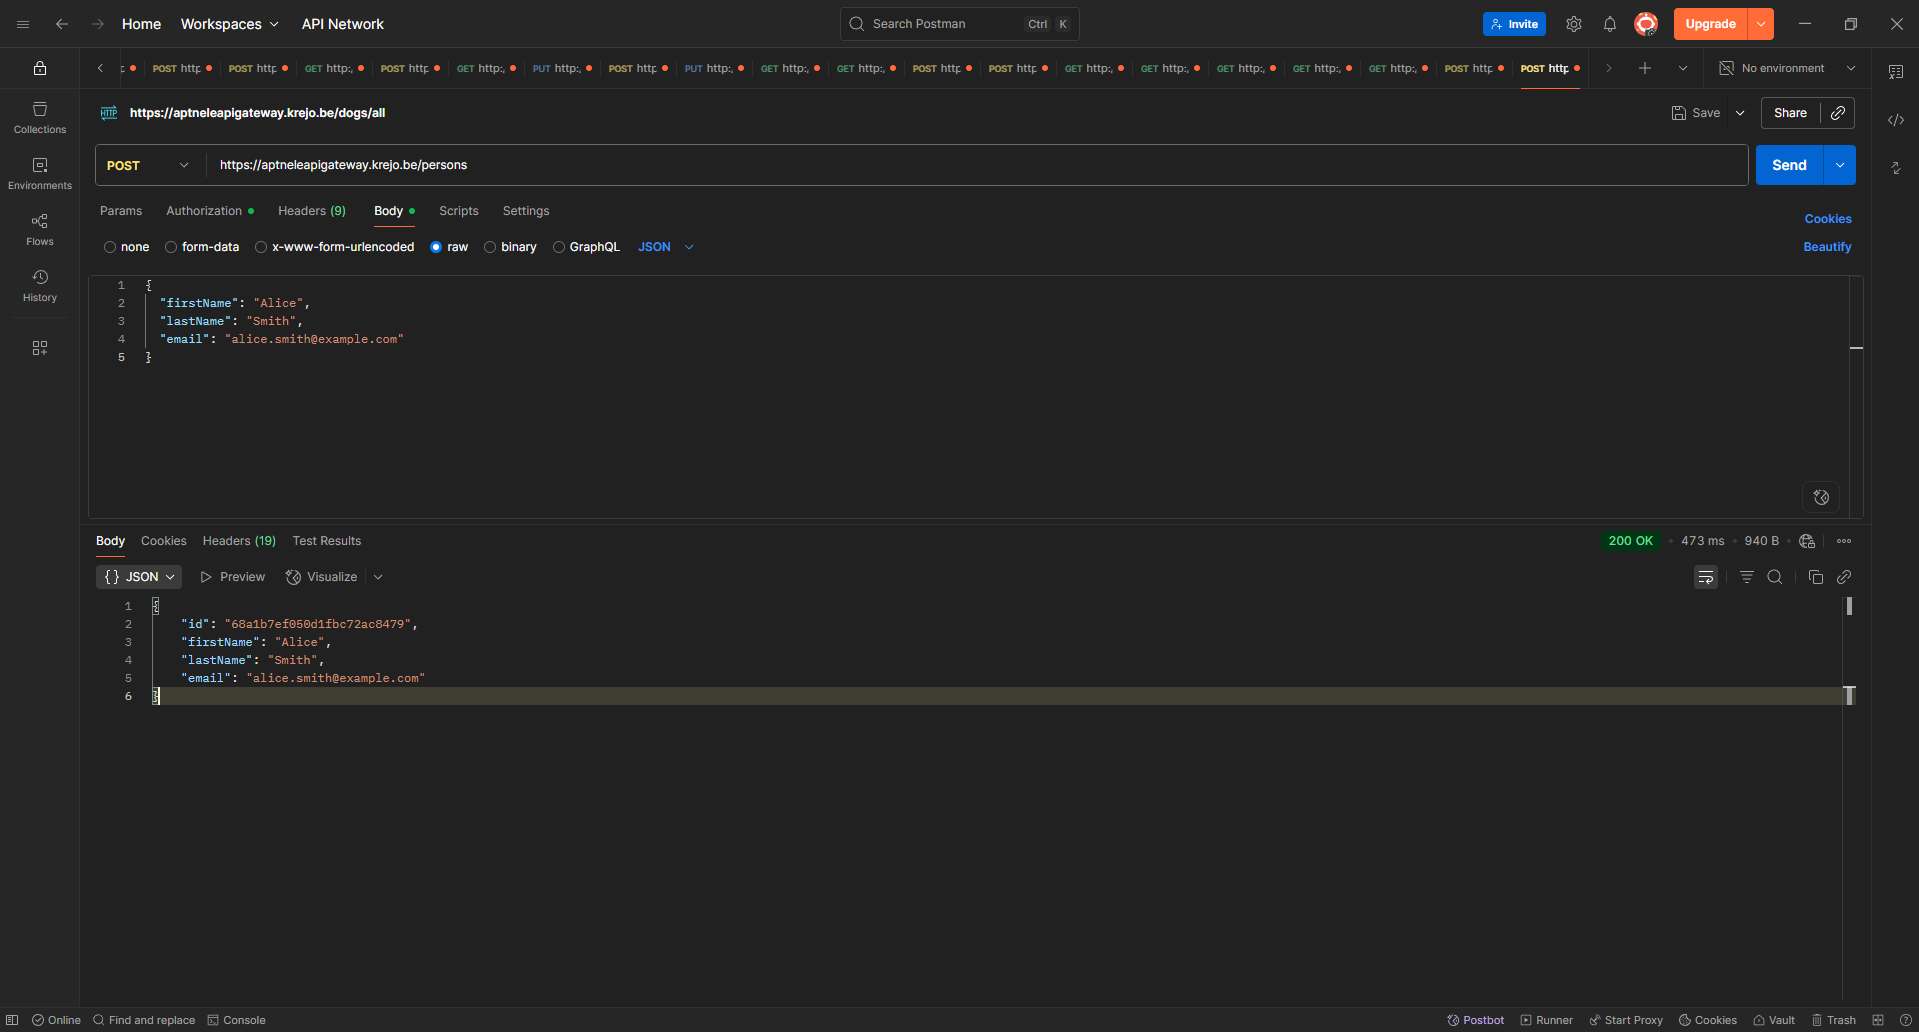 Home Workspaces API Network Search Postman Ctrl K Invite Upgrade
POST http POST http GET http:, POST http GET http:, PUT http:, POST http PUT http:, GET http:, GET http:, POST http POST http GET http:, GET http:, GET http:, GET http:, GET http:, POST http POST http No environment
HTTP https://aptneleapigateway.krejo.be/dogs/all Save Share
POST https://aptneleapigateway.krejo.be/persons Send
Params Authorization Headers (9) Body Scripts Settings Cookies
none form-data x-www-form-urlencoded raw binary GraphQL JSON Beautify
Collections
Environments
Flows
History
1 {
2 "firstName": "Alice",
3 "lastName": "Smith",
4 "email": "alice.smith@example.com"
5 }
Body Cookies Headers (19) Test Results 200 OK 473 ms 940 B
{} JSON Preview Visualize
1 {
2 "id": "68a1b7ef050d1fbc72ac8479",
3 "firstName": "Alice",
4 "lastName": "Smith",
5 "email": "alice.smith@example.com"
6 }
Online Find and replace Console Postbot Runner Start Proxy Cookies Vault Trash